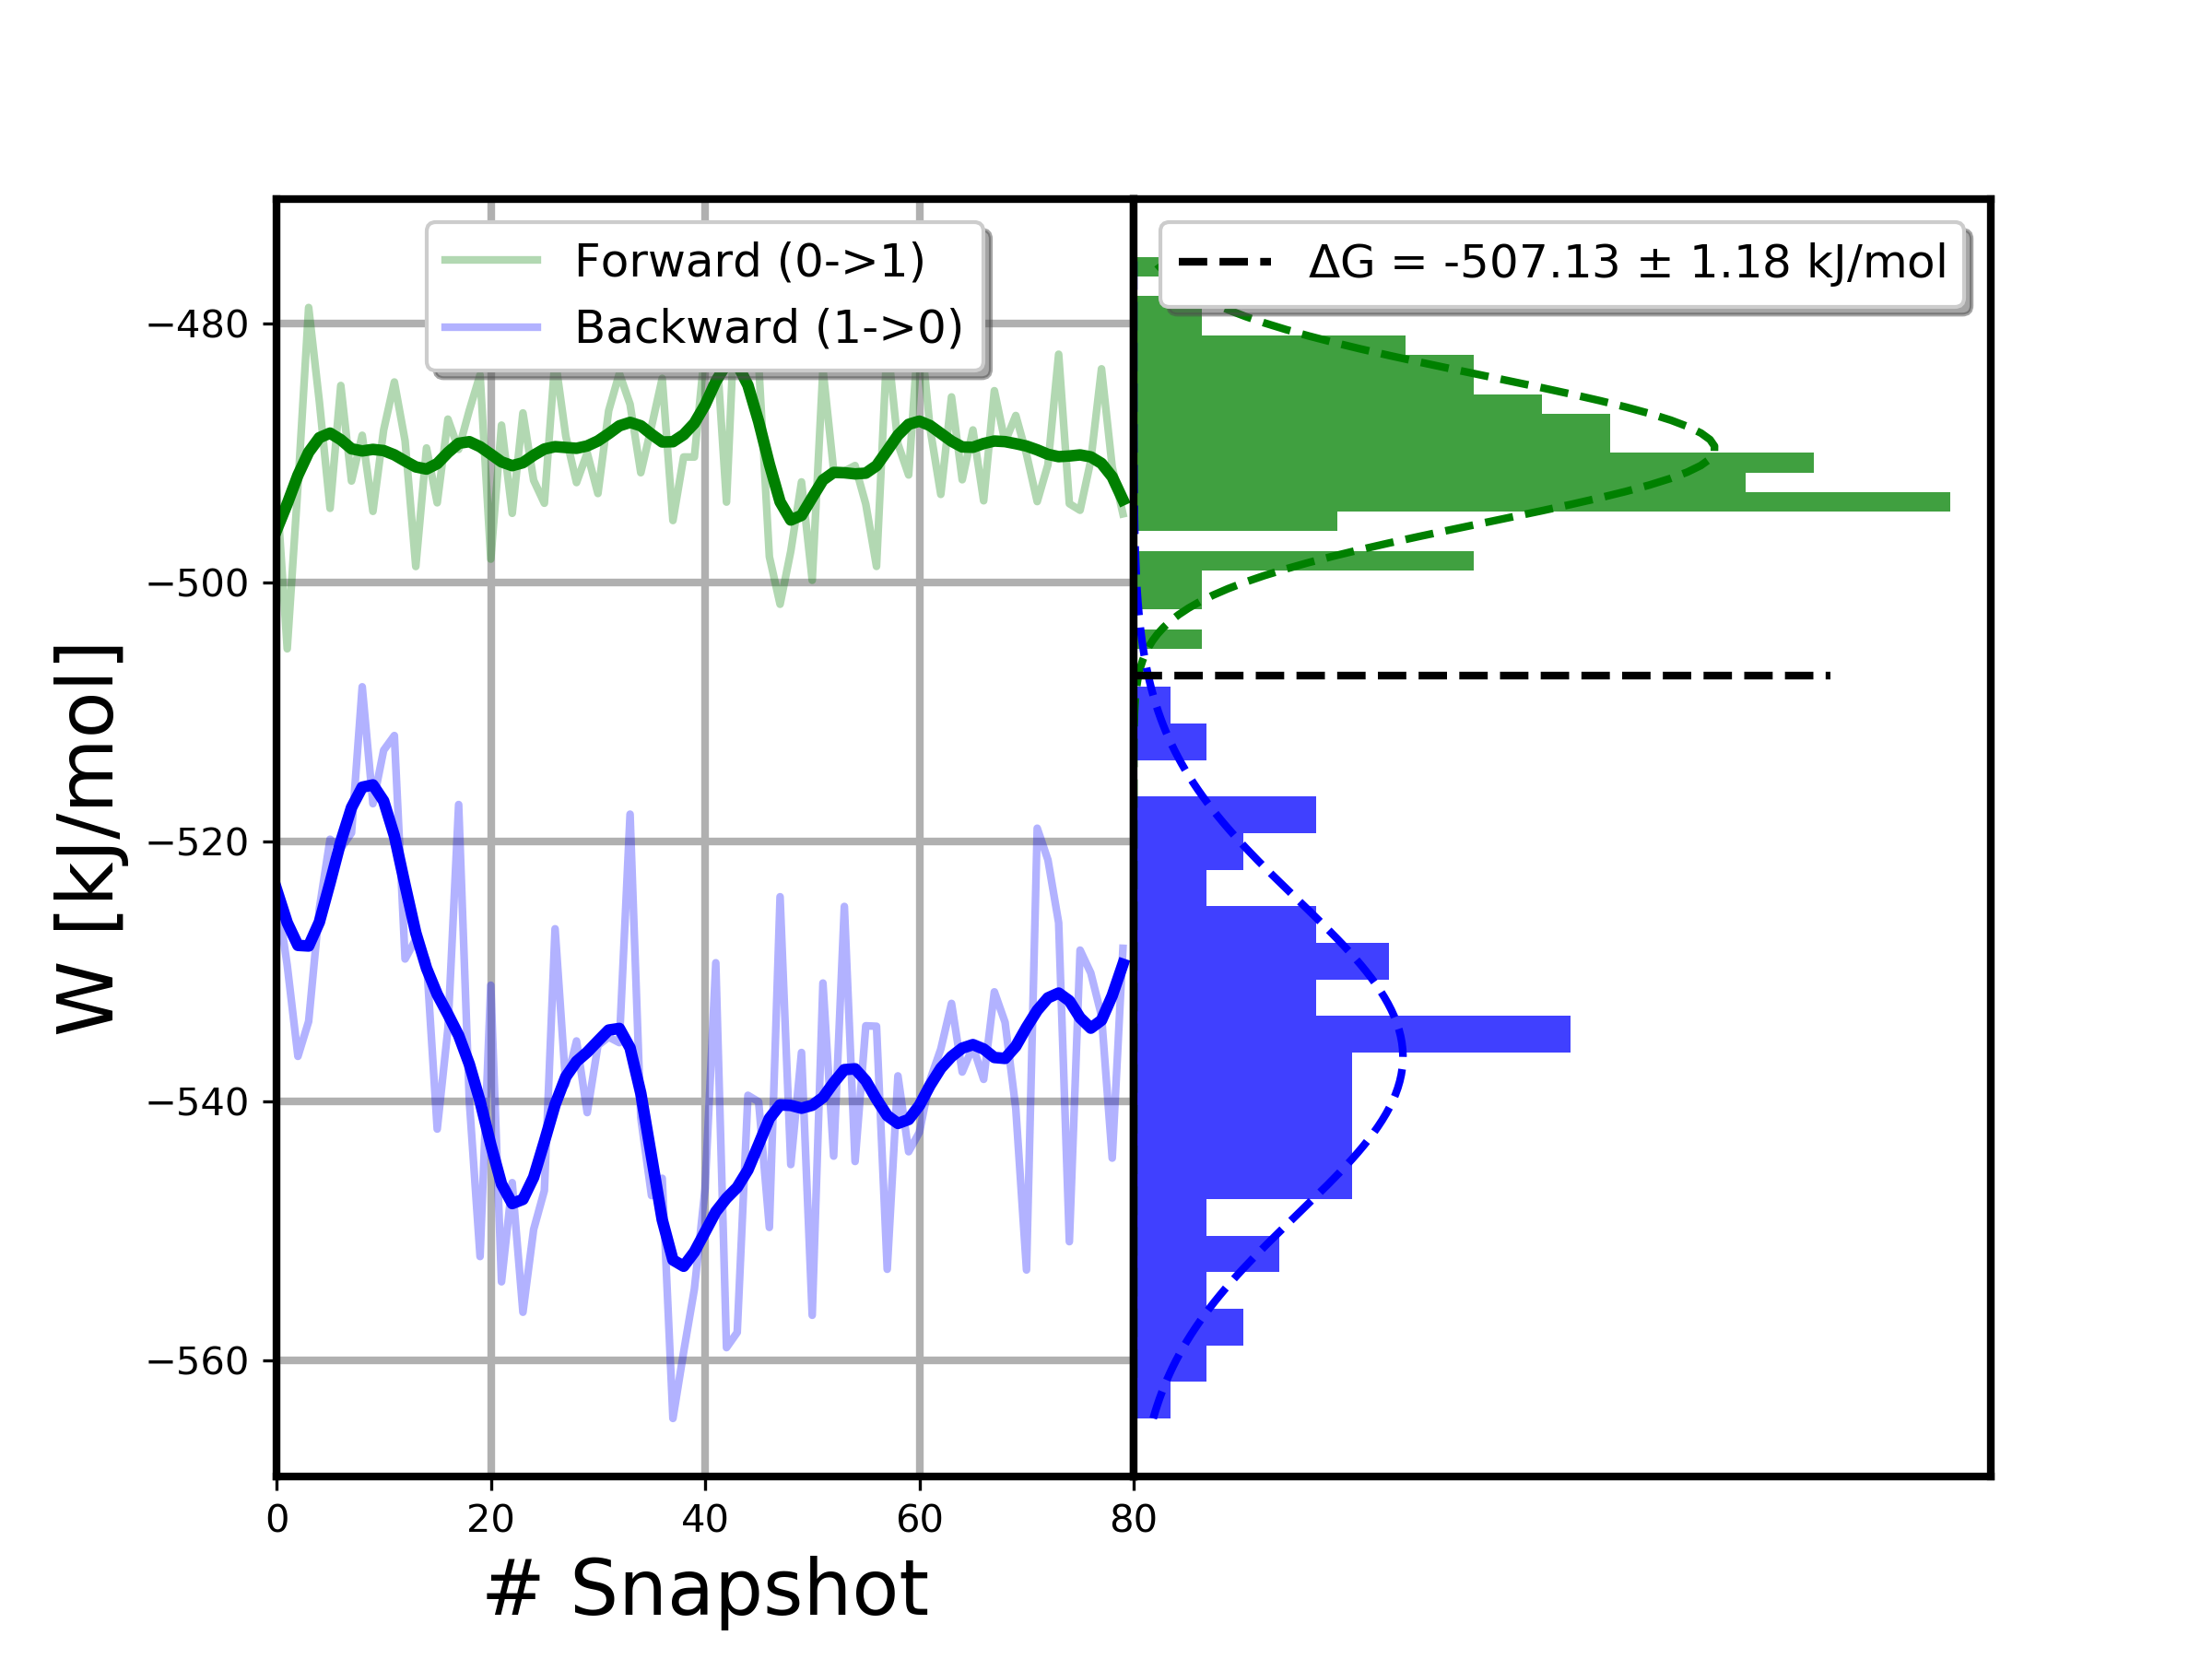 Forward (0->1)
Backward (1->0)
ΔG = -507.13 ± 1.18 kJ/mol
W [kJ/mol]
−480
−500
−520
−540
−560
0 20 40 60 80
# Snapshot